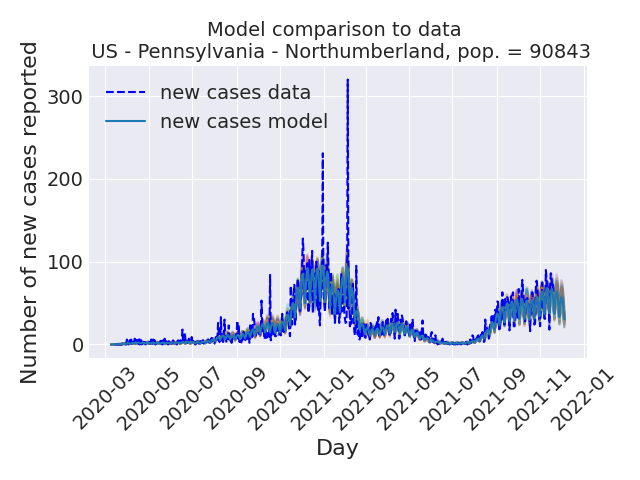 Model comparison to data
US - Pennsylvania - Northumberland, pop. = 90843
Number of new cases reported
300
200
100
0
new cases data
new cases model
2020-03
2020-05
2020-07
2020-09
2020-11
2021-01
2021-03
2021-05
2021-07
2021-09
2021-11
2022-01
Day